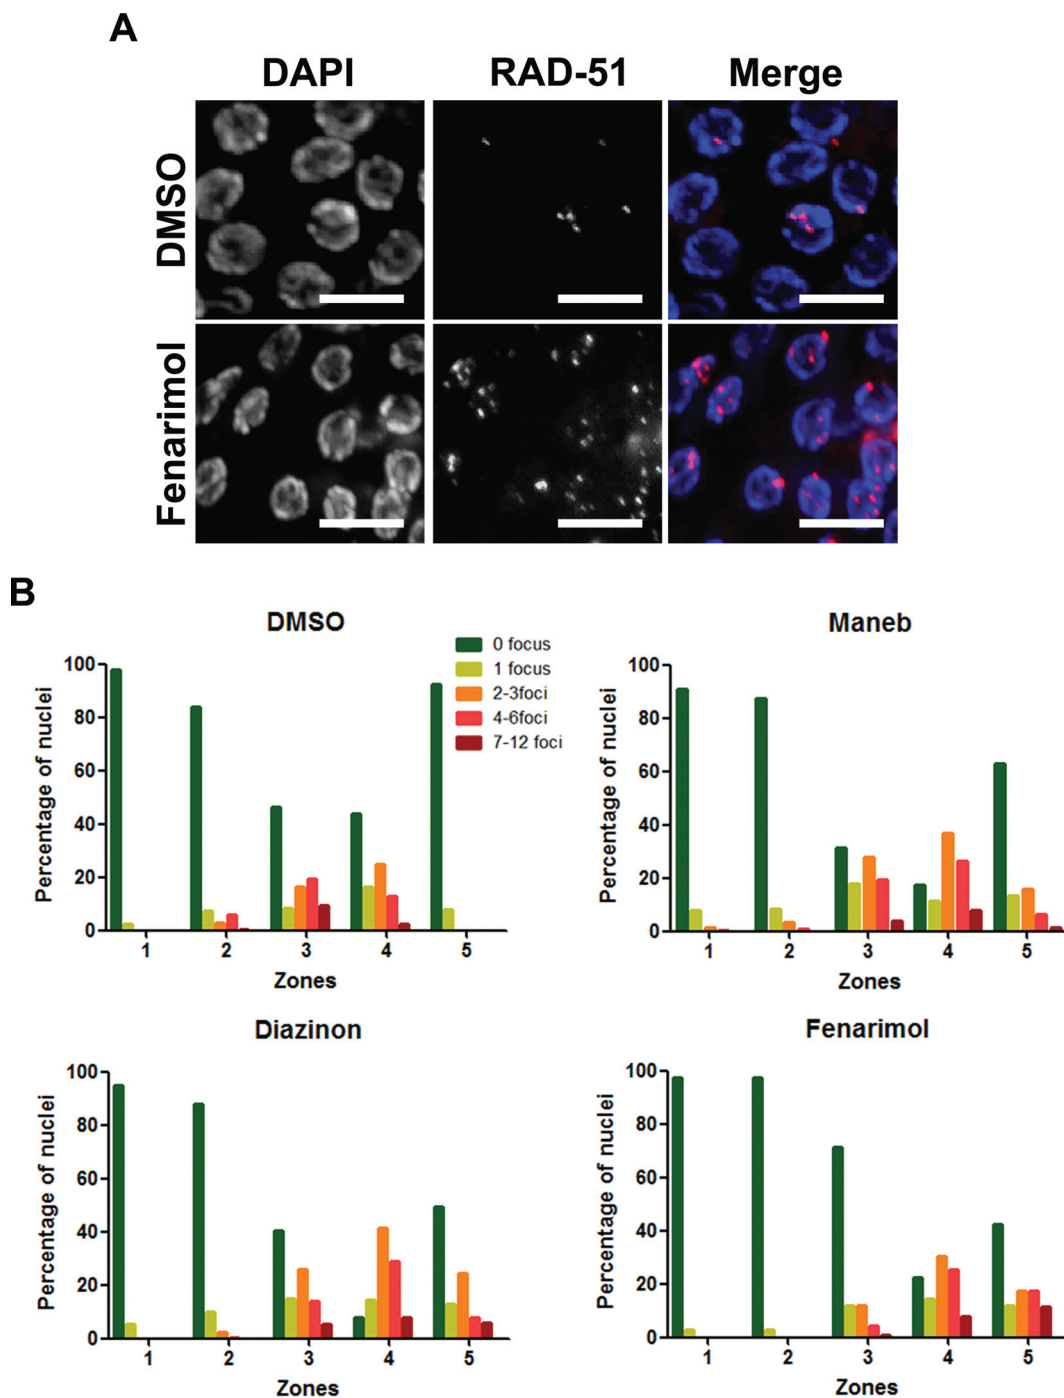 A
DAPI RAD-51 Merge
DMSO
Fenarimol
B
DMSO
0 focus
1 focus
2-3foci
4-6foci
7-12 foci
Percentage of nuclei
100
80
60
40
20
0
1 2 3 4 5
Zones
Maneb
Percentage of nuclei
100
80
60
40
20
0
1 2 3 4 5
Zones
Diazinon
Percentage of nuclei
100
80
60
40
20
0
1 2 3 4 5
Zones
Fenarimol
Percentage of nuclei
100
80
60
40
20
0
1 2 3 4 5
Zones